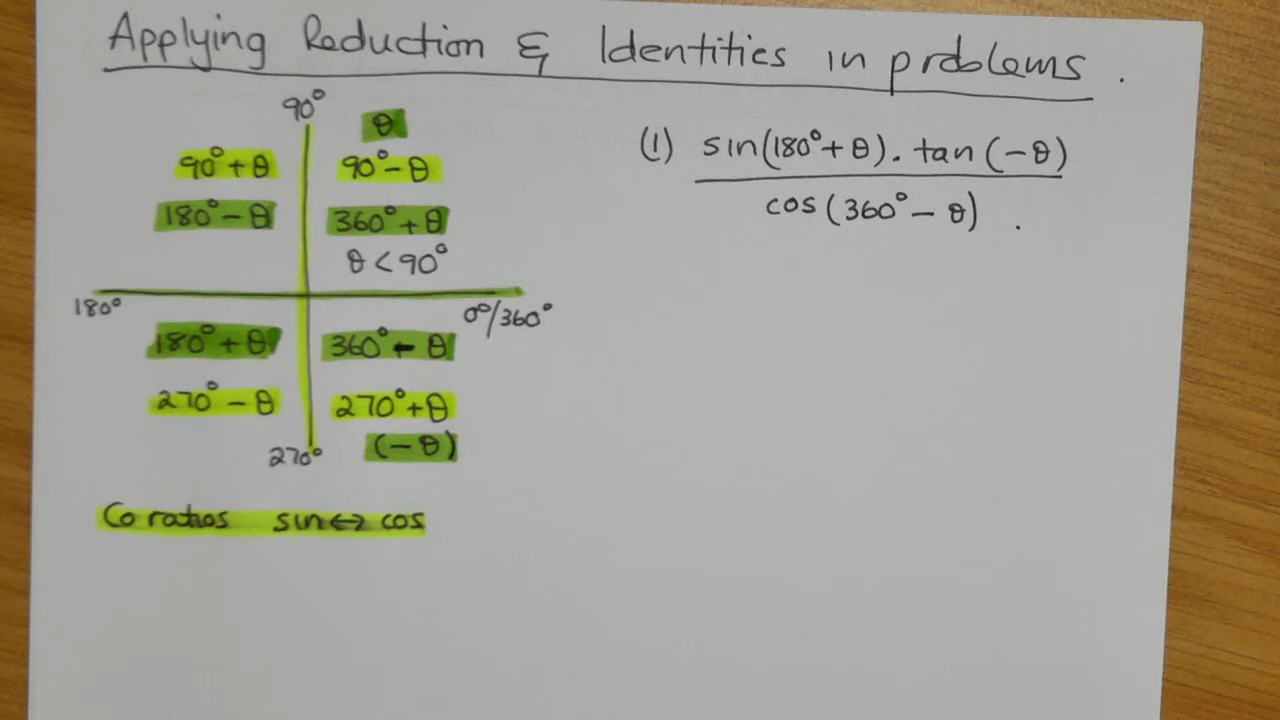 Applying Reduction & Identities in problems.
90°
θ
90° + θ
90° - θ
180° - θ
360° + θ
θ < 90°
180°
0°/360°
180° + θ
360° - θ
270° - θ
270° + θ
270°
(-θ)
Co ratios sin ↔ cos
(1) sin(180° + θ) . tan(-θ)
cos(360° - θ) .